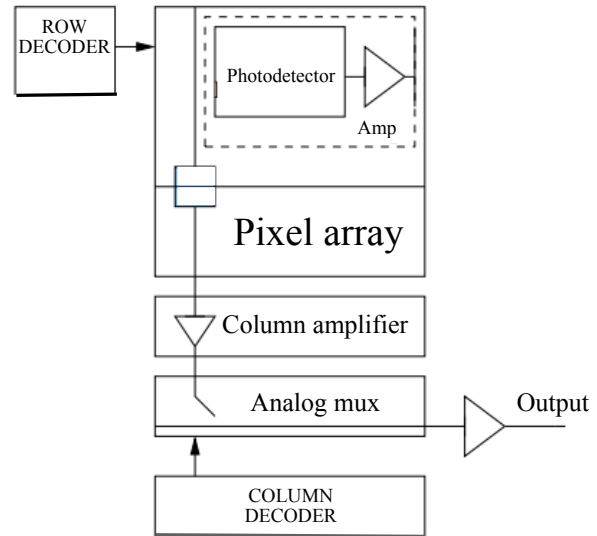 ROW
DECODER
Photodetector
Amp
Pixel array
Column amplifier
Analog mux
Output
COLUMN
DECODER